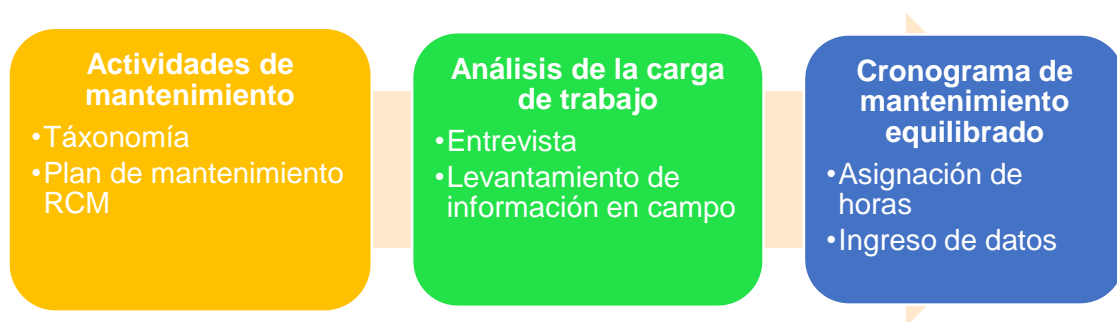 Actividades de
mantenimiento
•Táxonomía
•Plan de mantenimiento
RCM
Análisis de la carga
de trabajo
•Entrevista
•Levantamiento de
información en campo
Cronograma de
mantenimiento
equilibrado
•Asignación de
horas
•Ingreso de datos